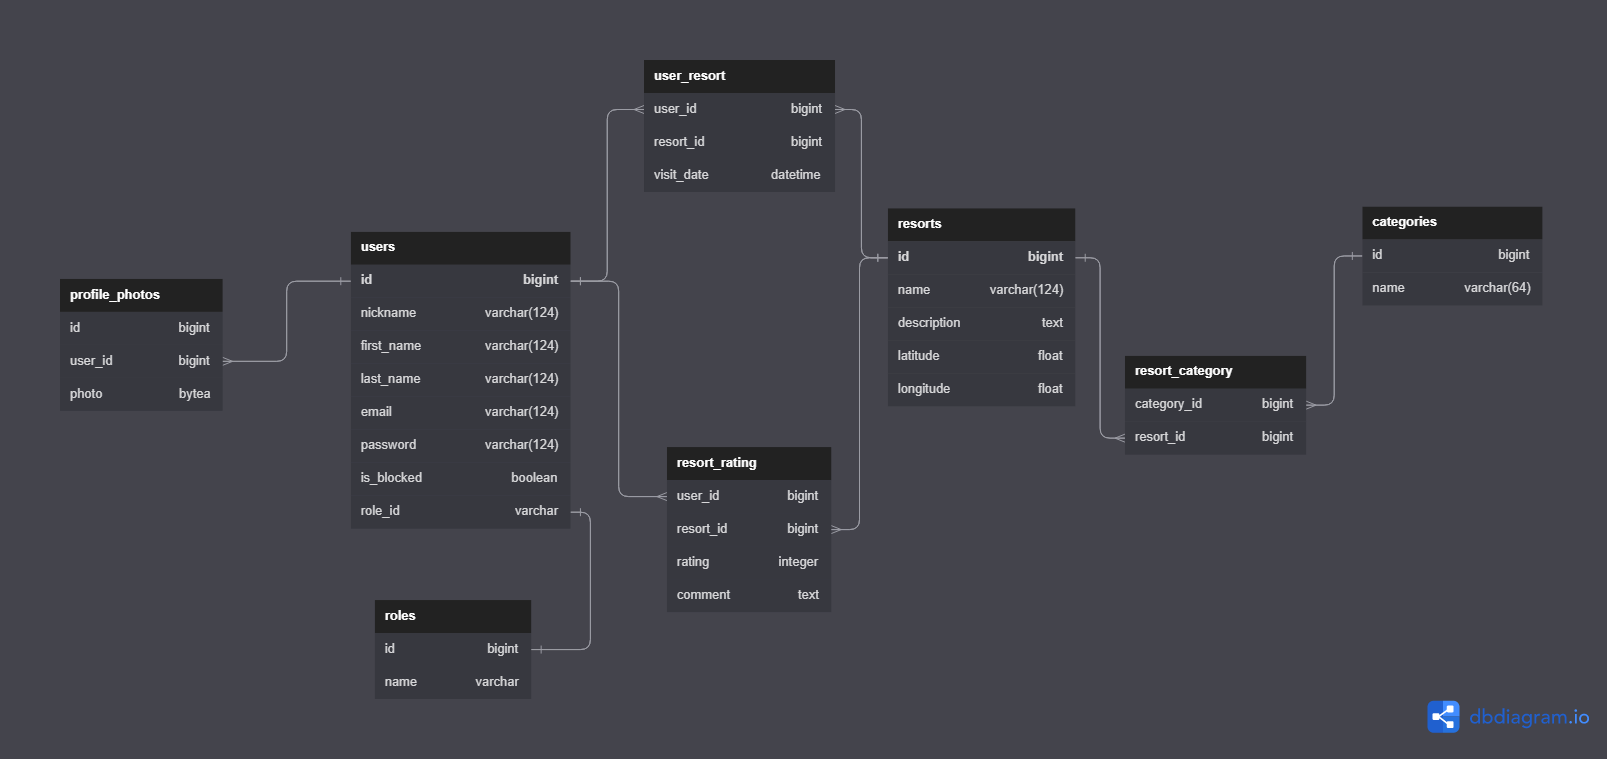 user_resort
user_id bigint
resort_id bigint
visit_date datetime
users
id bigint
nickname varchar(124)
first_name varchar(124)
last_name varchar(124)
email varchar(124)
password varchar(124)
is_blocked boolean
role_id varchar
profile_photos
id bigint
user_id bigint
photo bytea
resorts
id bigint
name varchar(124)
description text
latitude float
longitude float
categories
id bigint
name varchar(64)
resort_category
category_id bigint
resort_id bigint
resort_rating
user_id bigint
resort_id bigint
rating integer
comment text
roles
id bigint
name varchar
dbdiagram.io